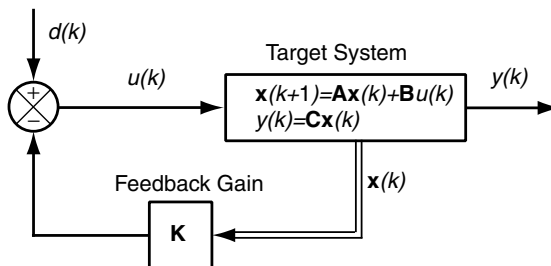 d(k)
Target System
+
−
u(k)
x(k+1)=Ax(k)+Bu(k)
y(k)=Cx(k)
y(k)
x(k)
Feedback Gain
K